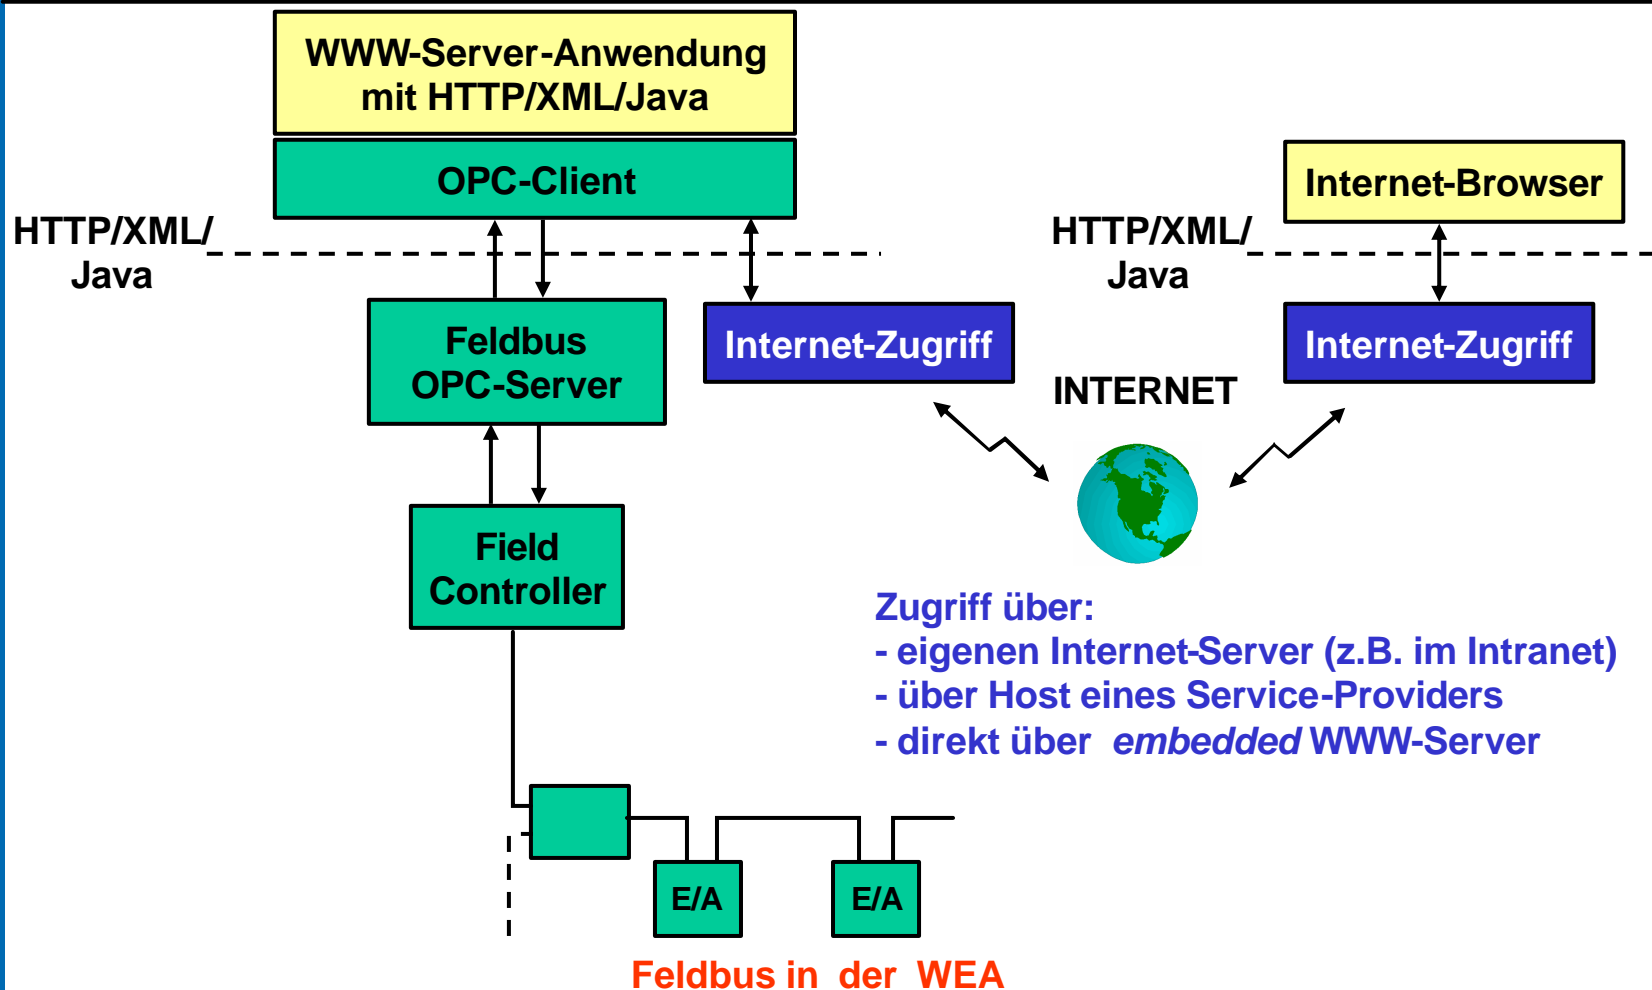 WWW-Server-Anwendung
mit HTTP/XML/Java
OPC-Client
Internet-Browser
HTTP/XML/
Java
HTTP/XML/
Java
Feldbus
OPC-Server
Internet-Zugriff
Internet-Zugriff
INTERNET
Field
Controller
Zugriff über:
- eigenen Internet-Server (z.B. im Intranet)
- über Host eines Service-Providers
- direkt über embedded WWW-Server
E/A
E/A
Feldbus in der WEA